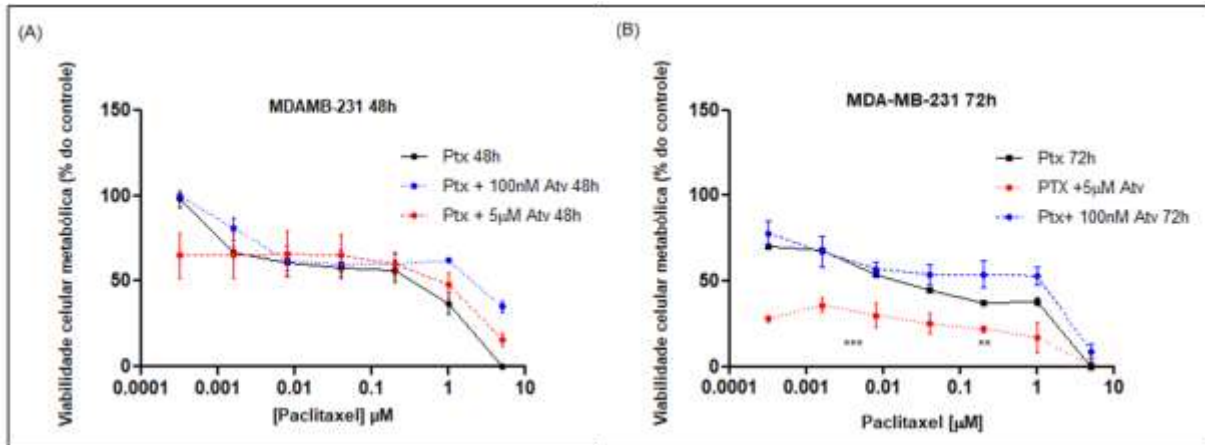 (A)
MDAMB-231 48h
Viabilidade celular metabólica (% do controle)
150
100
50
0
Ptx 48h
Ptx + 100nM Atv 48h
Ptx + 5µM Atv 48h
0.0001
0.001
0.01
0.1
1
10
[Paclitaxel] µM
(B)
MDA-MB-231 72h
Viabilidade celular metabólica (% do controle)
150
100
50
0
Ptx 72h
PTX +5µM Atv
Ptx+ 100nM Atv 72h
***
**
0.0001
0.001
0.01
0.1
1
10
Paclitaxel [µM]